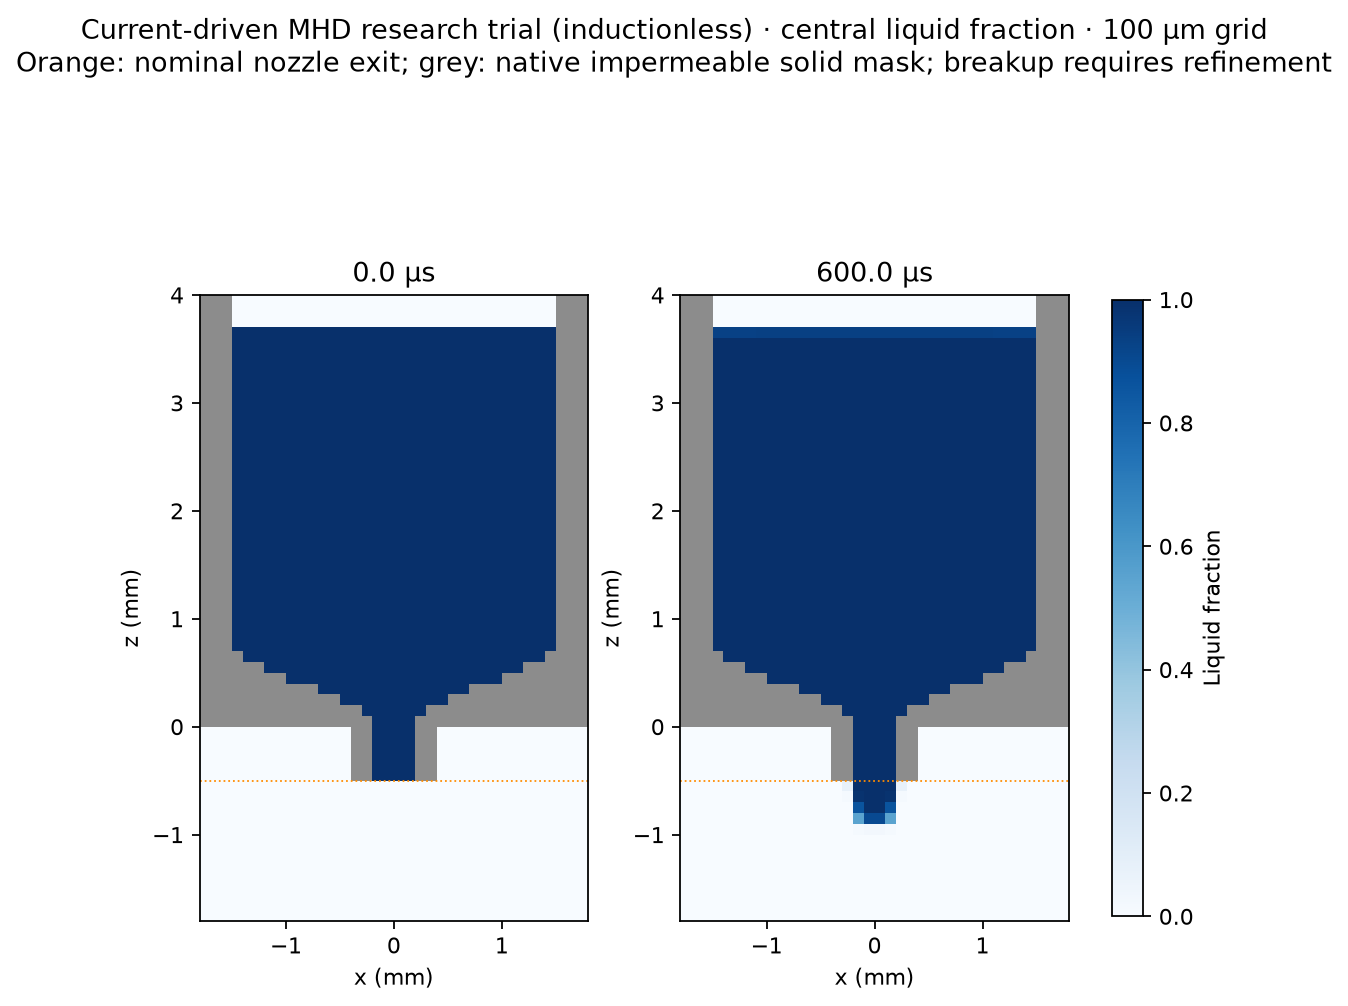 Current-driven MHD research trial (inductionless) · central liquid fraction · 100 µm grid
Orange: nominal nozzle exit; grey: native impermeable solid mask; breakup requires refinement
0.0 µs
600.0 µs
4
3
2
1
0
−1
z (mm)
−1
0
1
x (mm)
4
3
2
1
0
−1
z (mm)
−1
0
1
x (mm)
1.0
0.8
0.6
0.4
0.2
0.0
Liquid fraction